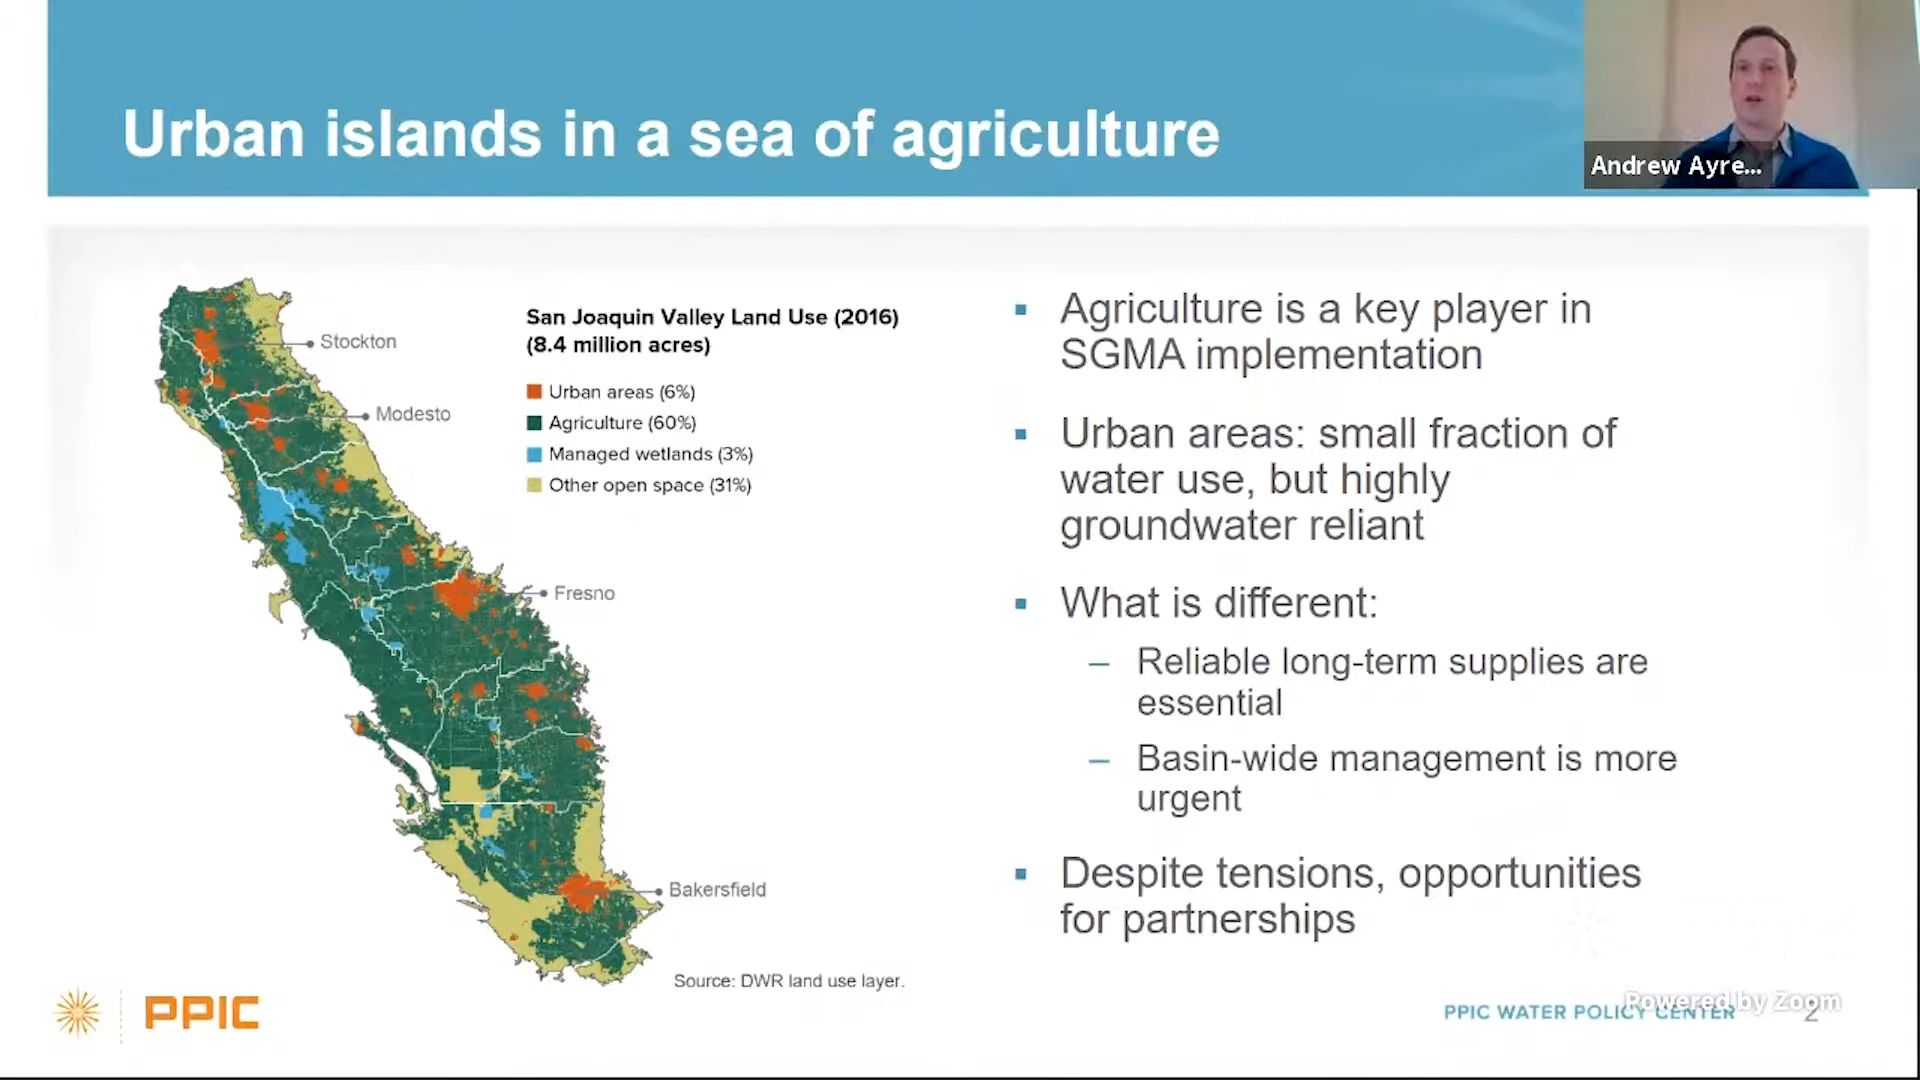 Urban islands in a sea of agriculture
Andrew Ayre...
San Joaquin Valley Land Use (2016)
(8.4 million acres)
Urban areas (6%)
Agriculture (60%)
Managed wetlands (3%)
Other open space (31%)
Stockton
Modesto
Fresno
Bakersfield
Source: DWR land use layer.
Agriculture is a key player in
SGMA implementation
Urban areas: small fraction of
water use, but highly
groundwater reliant
What is different:
– Reliable long-term supplies are
essential
– Basin-wide management is more
urgent
Despite tensions, opportunities
for partnerships
PPIC
PPIC WATER POLICY CENTER
Powered by Zoom
2